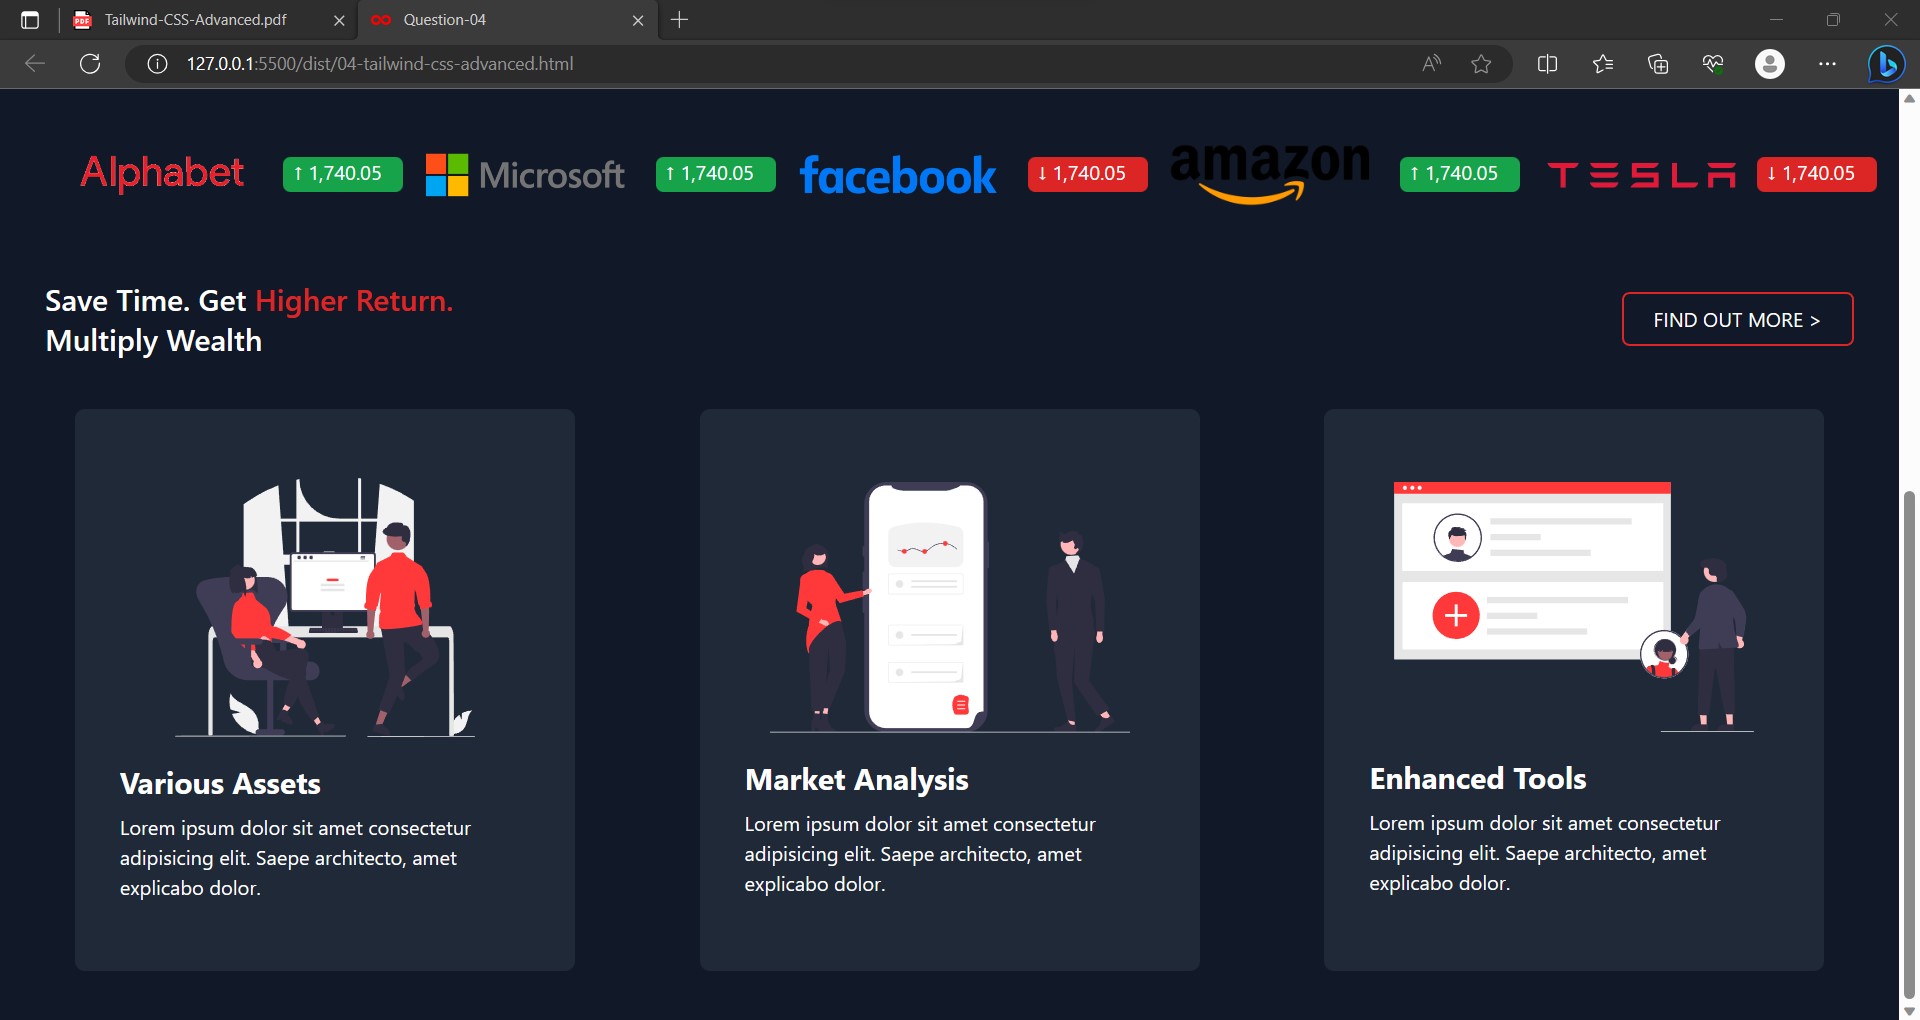 Tailwind-CSS-Advanced.pdf
Question-04
127.0.0.1:5500/dist/04-tailwind-css-advanced.html
Alphabet ↑ 1,740.05 Microsoft ↑ 1,740.05 facebook ↓ 1,740.05 amazon ↑ 1,740.05 TESLA ↓ 1,740.05
Save Time. Get Higher Return.
Multiply Wealth
FIND OUT MORE >
Various Assets
Lorem ipsum dolor sit amet consectetur
adipisicing elit. Saepe architecto, amet
explicabo dolor.
Market Analysis
Lorem ipsum dolor sit amet consectetur
adipisicing elit. Saepe architecto, amet
explicabo dolor.
Enhanced Tools
Lorem ipsum dolor sit amet consectetur
adipisicing elit. Saepe architecto, amet
explicabo dolor.